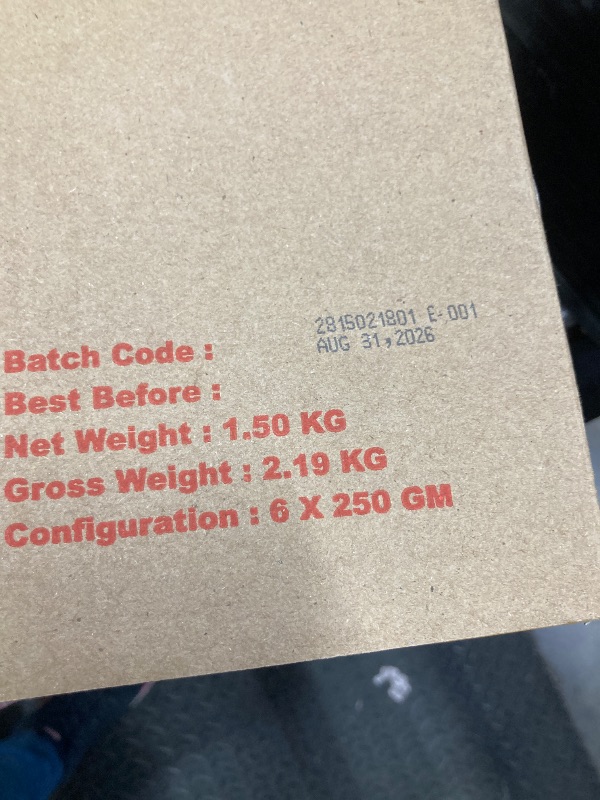 2815021801 E-001
AUG 31,2026
Batch Code :
Best Before :
Net Weight : 1.50 KG
Gross Weight : 2.19 KG
Configuration : 6 X 250 GM